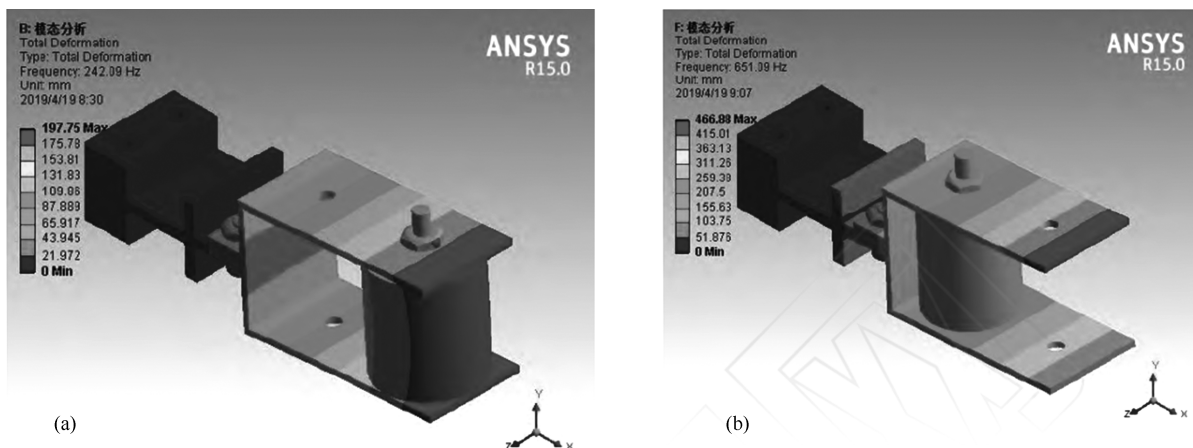 B: 模态分析
Total Deformation
Type: Total Deformation
Frequency: 242.09 Hz
Unit: mm
2019/4/19 8:30
197.75 Max
175.78
153.81
131.83
109.86
87.889
65.917
43.945
21.972
0 Min
ANSYS
R15.0
Y
Z
X
(a)
F: 模态分析
Total Deformation
Type: Total Deformation
Frequency: 651.09 Hz
Unit: mm
2019/4/19 9:07
466.88 Max
415.01
363.13
311.26
259.38
207.5
155.63
103.75
51.876
0 Min
ANSYS
R15.0
Y
Z
X
(b)